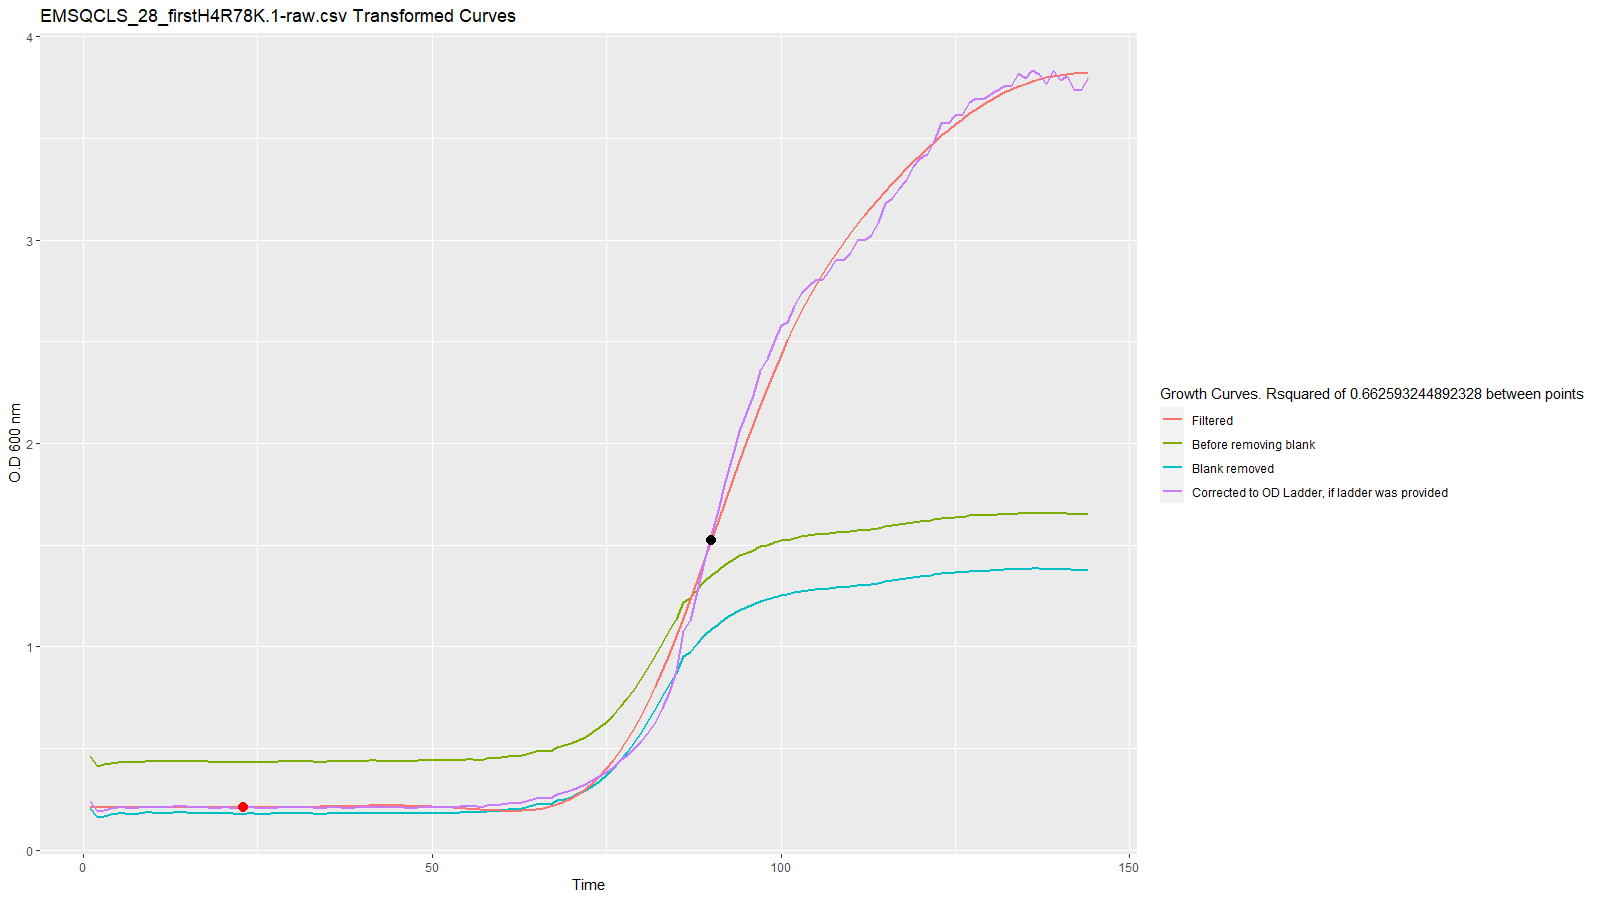 EMSQCLS_28_firstH4R78K.1-raw.csv Transformed Curves
4
3
2
1
0
O.D 600 nm
0 50 100 150
Time
Growth Curves. Rsquared of 0.662593244892328 between points
Filtered
Before removing blank
Blank removed
Corrected to OD Ladder, if ladder was provided